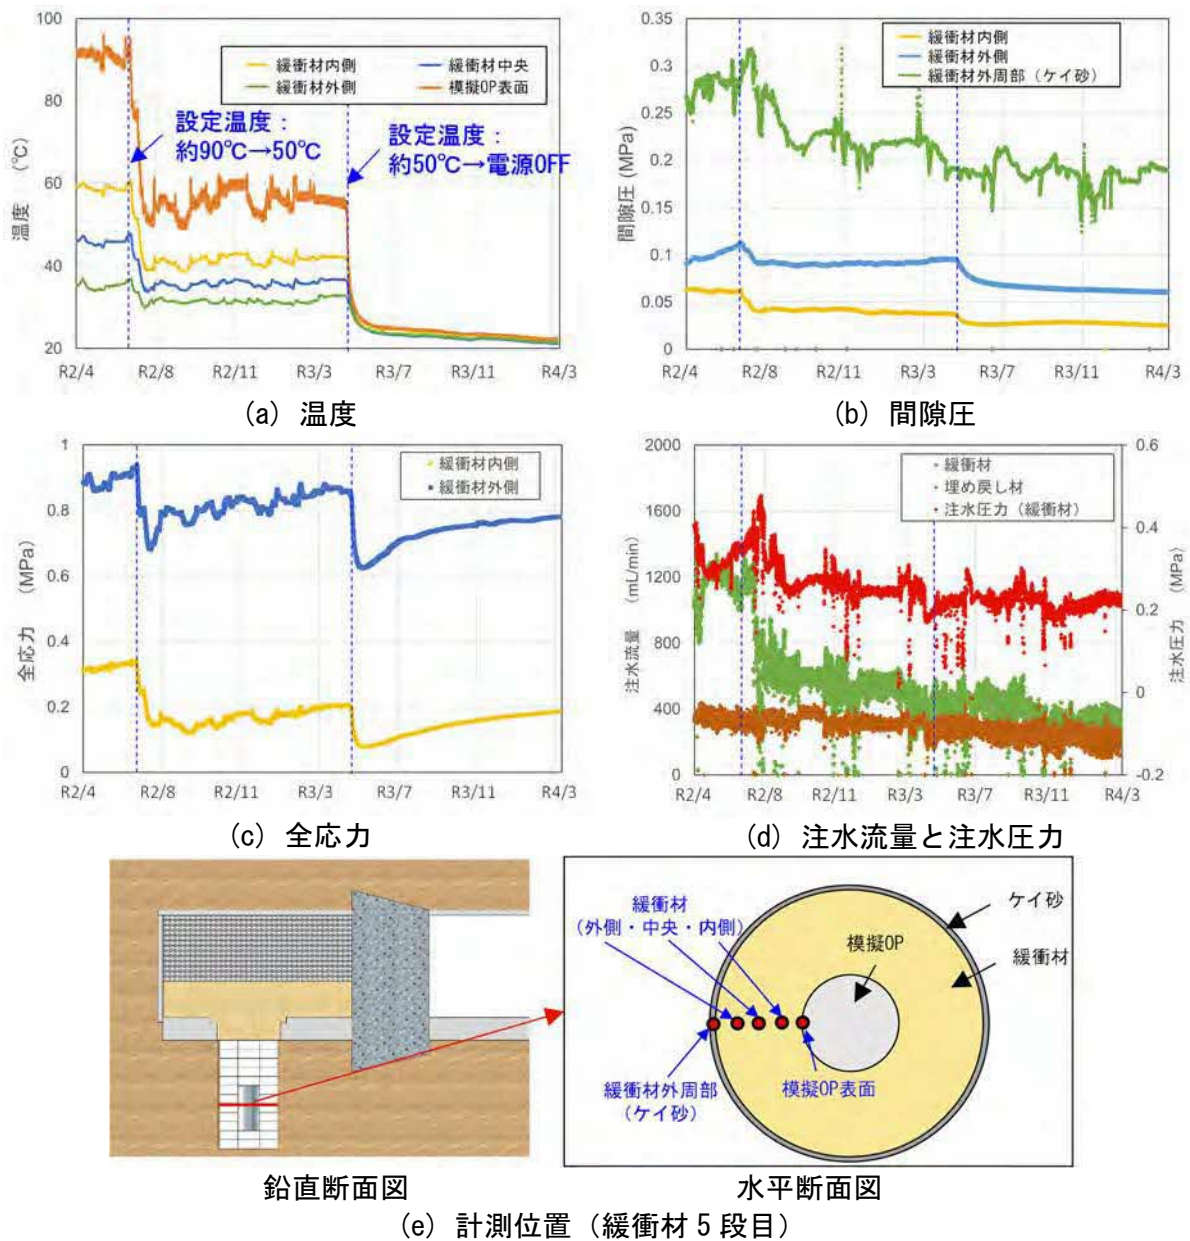 100
80
60
40
20
温度 (℃)
緩衝材内側
緩衝材中央
緩衝材外側
模擬OP表面
設定温度：
約90℃→50℃
設定温度：
約50℃→電源OFF
R2/4 R2/8 R2/11 R3/3 R3/7 R3/11 R4/3
(a) 温度
0.35
0.3
0.25
0.2
0.15
0.1
0.05
0
間隙圧 (MPa)
緩衝材内側
緩衝材外側
緩衝材外周部（ケイ砂）
R2/4 R2/8 R2/11 R3/3 R3/7 R3/11 R4/3
(b) 間隙圧
1
0.8
0.6
0.4
0.2
0
全応力 (MPa)
緩衝材内側
緩衝材外側
R2/4 R2/8 R2/11 R3/3 R3/7 R3/11 R4/3
(c) 全応力
2000
1600
1200
800
400
0
注水流量 (mL/min)
緩衝材
埋め戻し材
注水圧力（緩衝材）
0.6
0.4
0.2
0
-0.2
注水圧力 (MPa)
R2/4 R2/8 R2/11 R3/3 R3/7 R3/11 R4/3
(d) 注水流量と注水圧力
緩衝材
（外側・中央・内側）
模擬OP
ケイ砂
緩衝材
緩衝材外周部
（ケイ砂）
模擬OP表面
鉛直断面図
水平断面図
(e) 計測位置（緩衝材 5 段目）